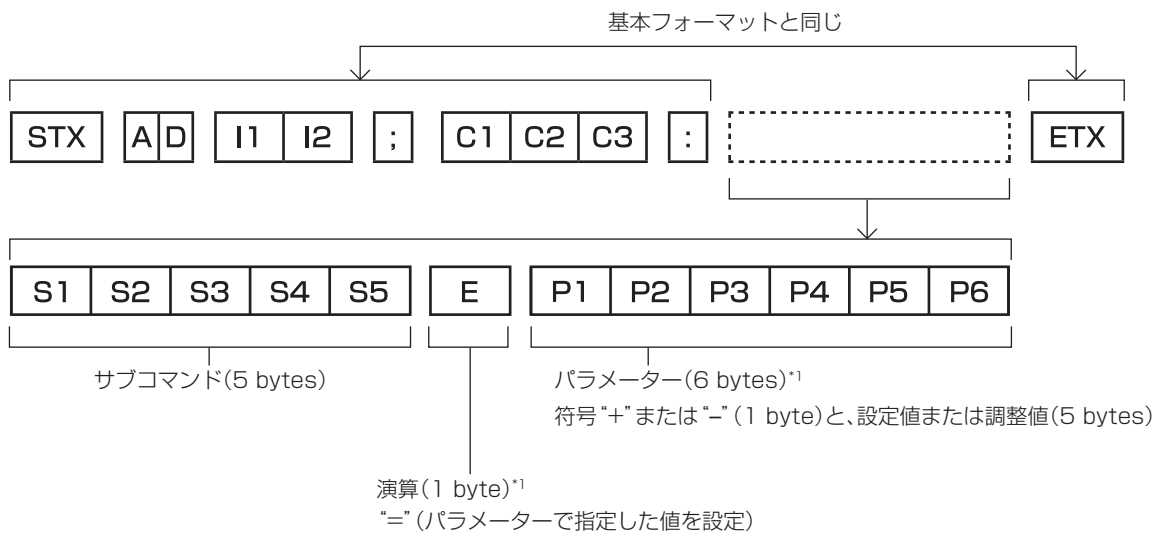 基本フォーマットと同じ
STX AD I1 I2 ; C1 C2 C3 : ETX
S1 S2 S3 S4 S5 E P1 P2 P3 P4 P5 P6
サブコマンド(5 bytes)
パラメーター(6 bytes)*1
符号“+”または“−”(1 byte)と、設定値または調整値(5 bytes)
演算(1 byte)*1
“=”(パラメーターで指定した値を設定)